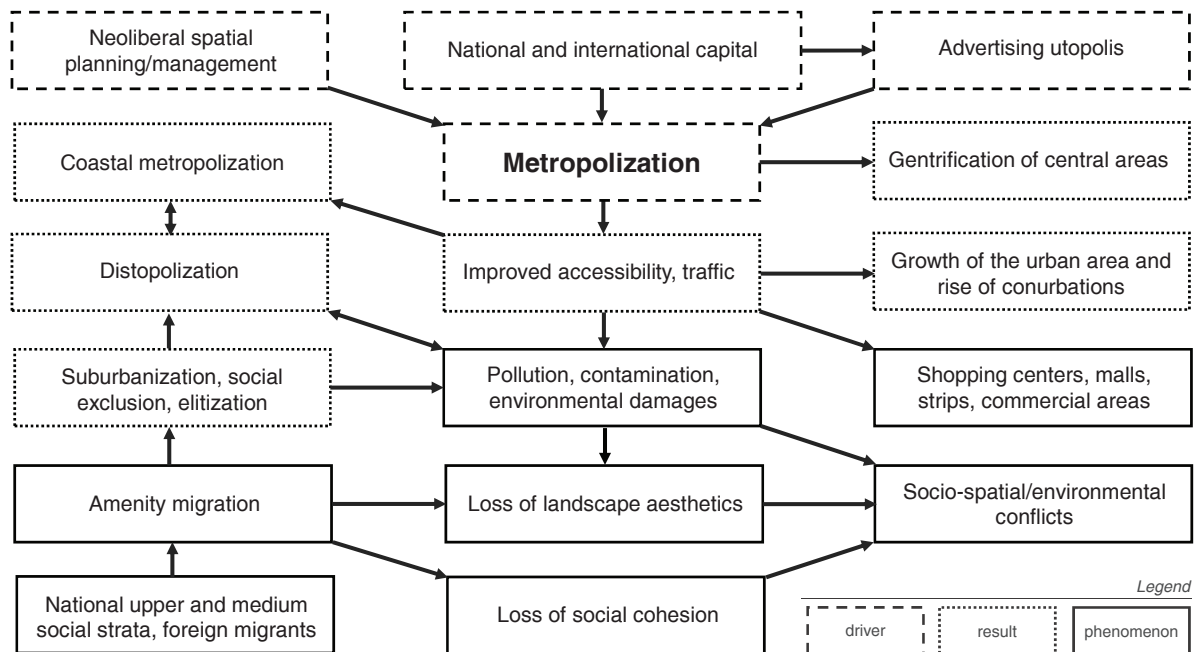 Neoliberal spatial
planning/management
National and international capital
Advertising utopolis
Coastal metropolization
Metropolization
Gentrification of central areas
Distopolization
Improved accessibility, traffic
Growth of the urban area and
rise of conurbations
Suburbanization, social
exclusion, elitization
Pollution, contamination,
environmental damages
Shopping centers, malls,
strips, commercial areas
Amenity migration
Loss of landscape aesthetics
Socio-spatial/environmental
conflicts
National upper and medium
social strata, foreign migrants
Loss of social cohesion
Legend
driver
result
phenomenon